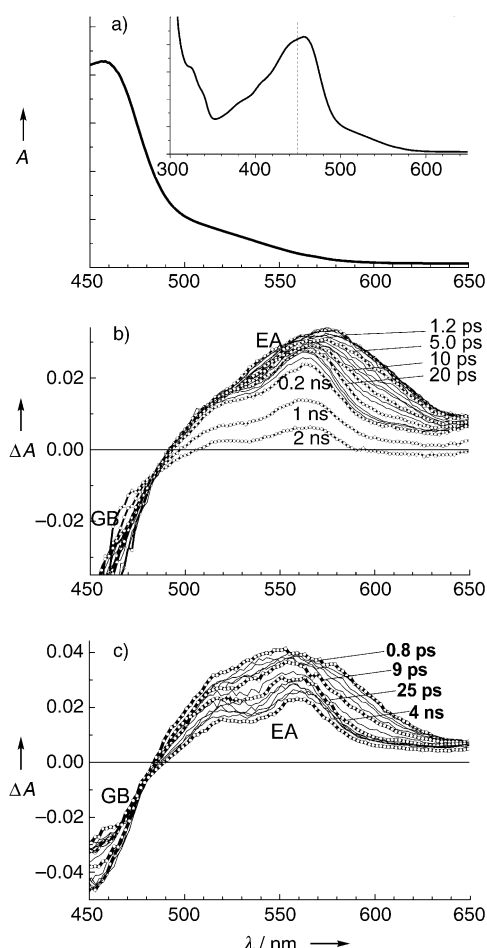 a)
A
300 400 500 600
450 500 550 600 650
b)
EA
1.2 ps
5.0 ps
10 ps
20 ps
0.02
0.2 ns
1 ns
2 ns
ΔA
0.00
−0.02
GB
450 500 550 600 650
c)
0.04
0.8 ps
9 ps
25 ps
4 ns
0.02
EA
ΔA
0.00
GB
−0.02
−0.04
450 500 550 600 650
λ / nm